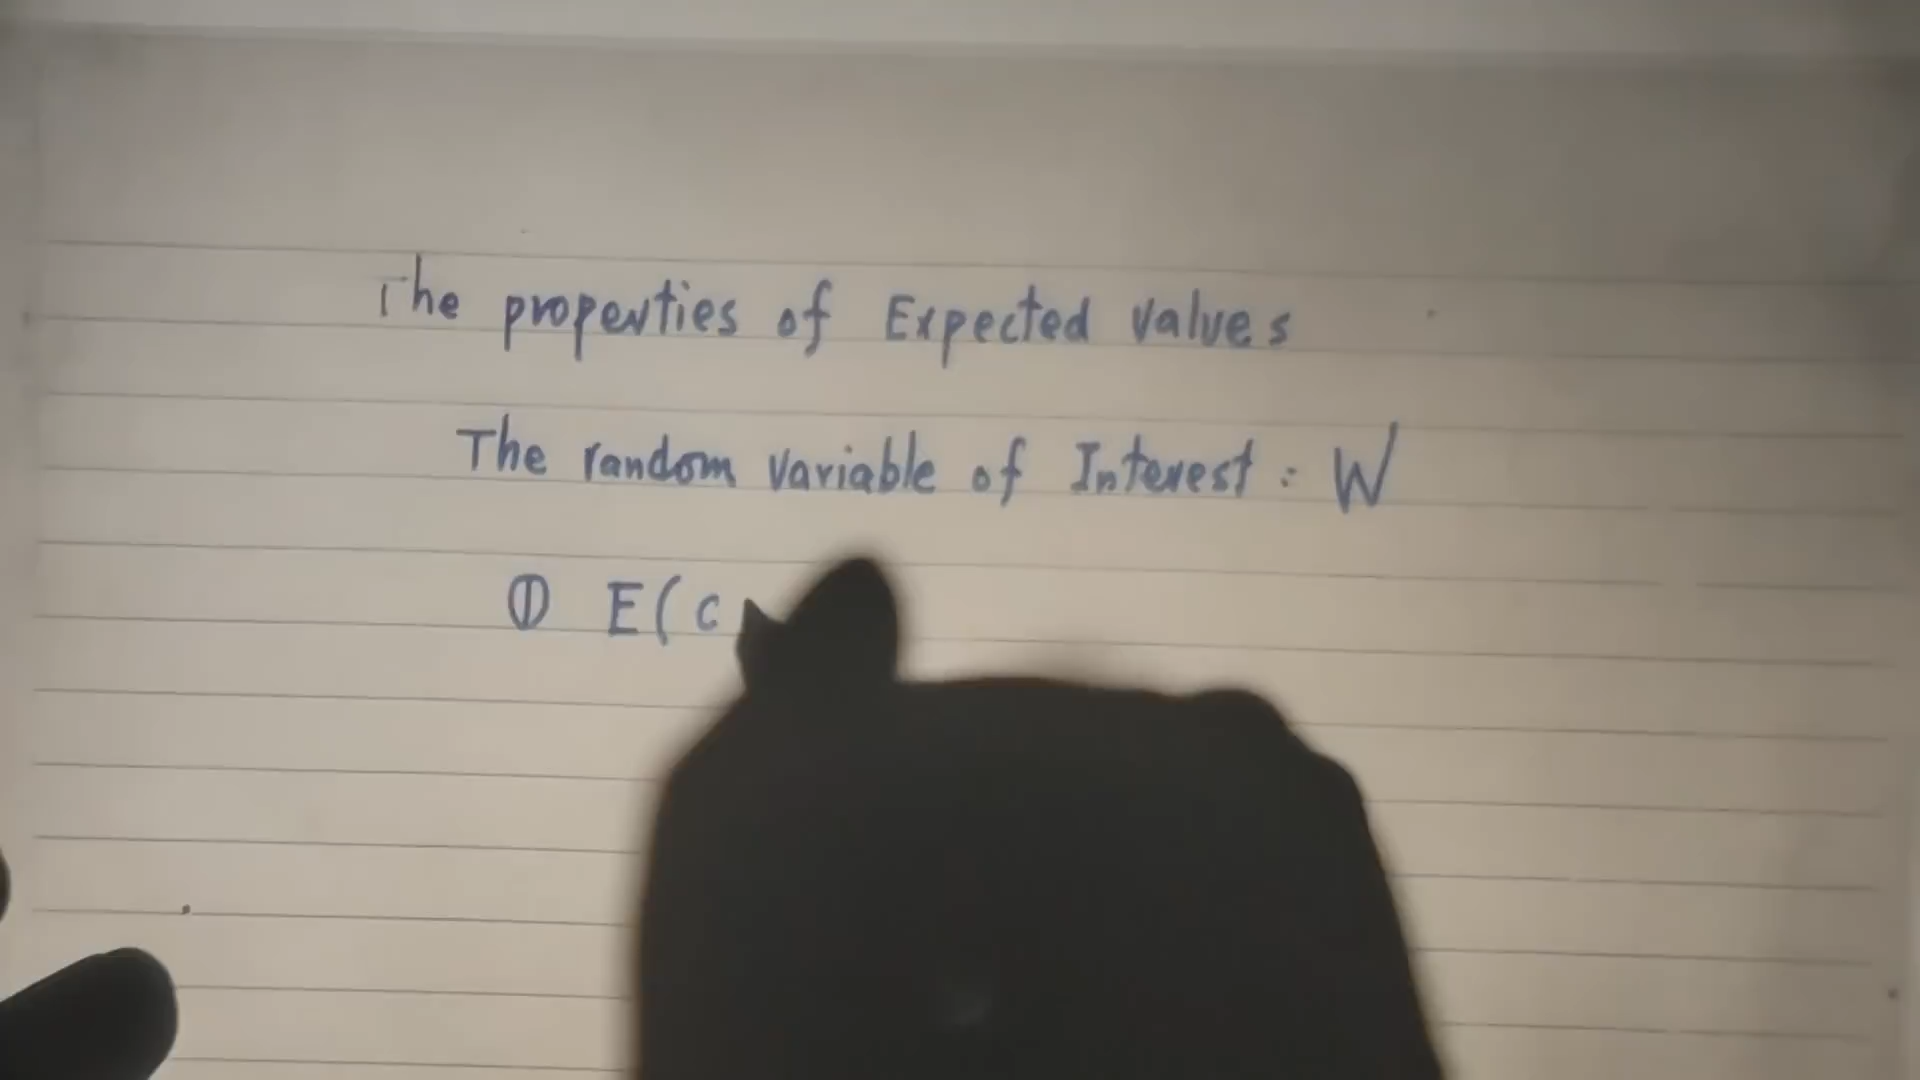 The properties of Expected values
The random variable of Interest : W
① E(c